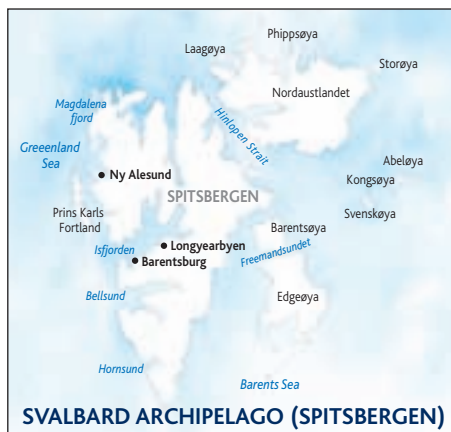 Phippsøya
Laagøya
Storøya
Nordaustlandet
Magdalena
fjord
Hinlopen Strait
Greeenland
Sea
Abeløya
Ny Alesund
Kongsøya
SPITSBERGEN
Prins Karls
Fortland
Svenskøya
Barentsøya
Isfjorden
Longyearbyen
Freemandsundet
Barentsburg
Bellsund
Edgeøya
Hornsund
Barents Sea
SVALBARD ARCHIPELAGO (SPITSBERGEN)